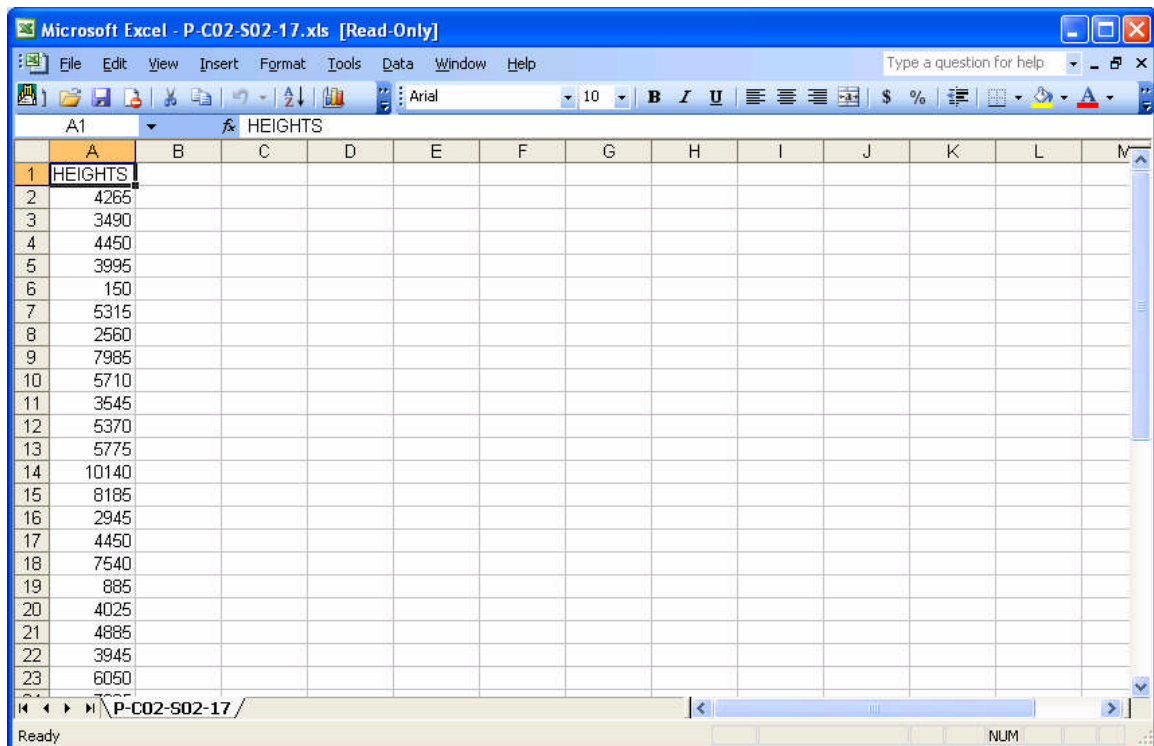 Microsoft Excel - P-C02-S02-17.xls [Read-Only]
File Edit View Insert Format Tools Data Window Help Type a question for help
Arial 10 B I U $ %
A1 fx HEIGHTS
A B C D E F G H I J K L M
1 HEIGHTS
2 4265
3 3490
4 4450
5 3995
6 150
7 5315
8 2560
9 7985
10 5710
11 3545
12 5370
13 5775
14 10140
15 8185
16 2945
17 4450
18 7540
19 885
20 4025
21 4885
22 3945
23 6050
P-C02-S02-17
Ready NUM